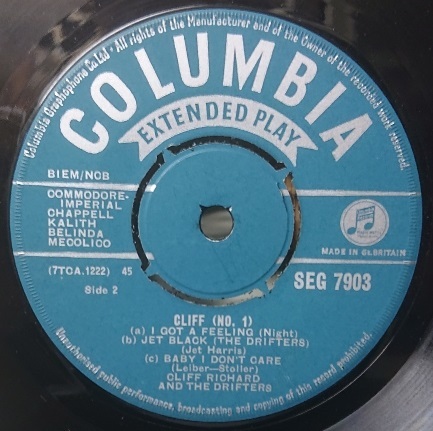 Columbia Graphophone Co Ltd · All rights of the Manufacturer and of the Owner of the recorded work reserved.
COLUMBIA
EXTENDED PLAY
BIEM/NCB
COMMODORE-
IMPERIAL
CHAPPELL
KALITH
BELINDA
MECOLICO
MADE IN GT. BRITAIN
(7TCA.1222) 45
SEG 7903
Side 2
CLIFF (NO. 1)
(a) I GOT A FEELING (Night)
(b) JET BLACK (THE DRIFTERS)
(Jet Harris)
(c) BABY I DON'T CARE
(Leiber-Stoller)
CLIFF RICHARD
AND THE DRIFTERS
Unauthorised public performance, broadcasting and copying of this record prohibited.